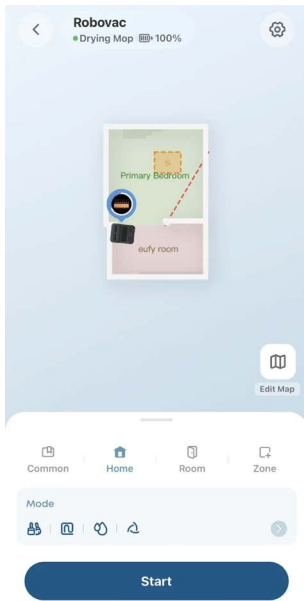 Robovac
Drying Mop 100%
Primary Bedroom
eufy room
Edit Map
Common Home Room Zone
Mode
Start